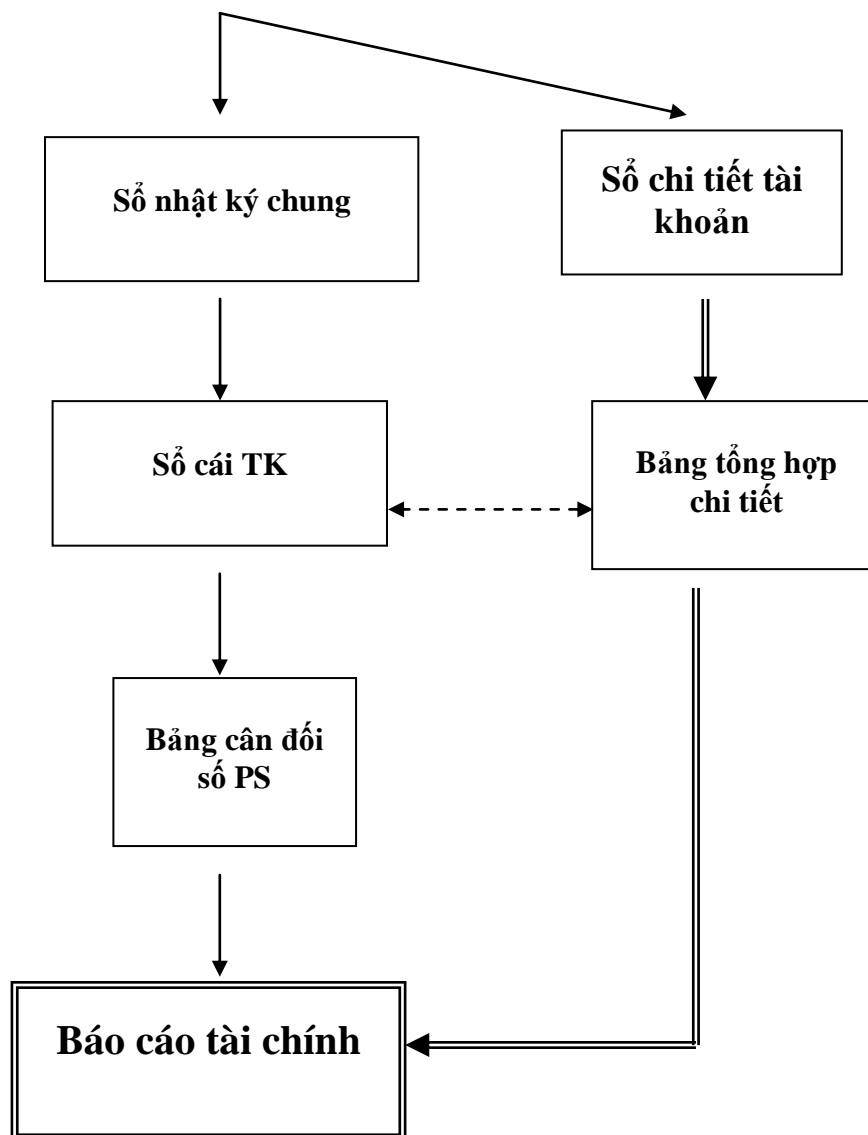 Sổ nhật ký chung
Sổ chi tiết tài
khoản
Sổ cái TK
Bảng tổng hợp
chi tiết
Bảng cân đối
số PS
Báo cáo tài chính